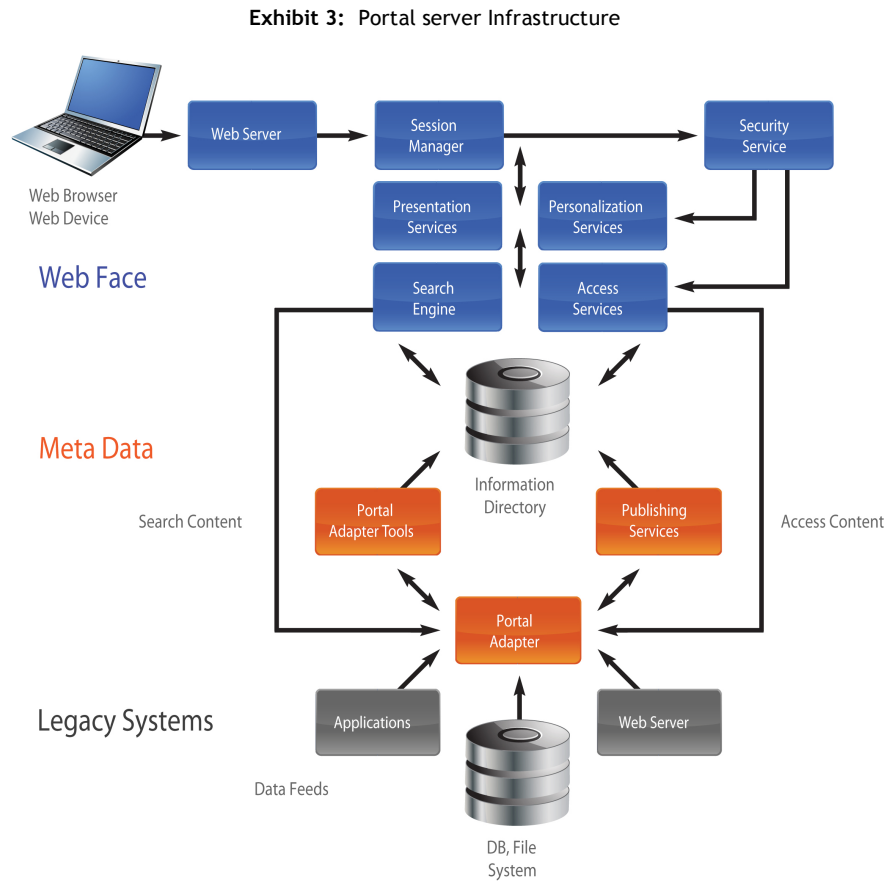 Exhibit 3: Portal server Infrastructure
Web Server
Session
Manager
Security
Service
Web Browser
Web Device
Presentation
Services
Personalization
Services
Web Face
Search
Engine
Access
Services
Meta Data
Information
Directory
Search Content
Portal
Adapter Tools
Publishing
Services
Access Content
Portal
Adapter
Legacy Systems
Applications
Web Server
Data Feeds
DB, File
System